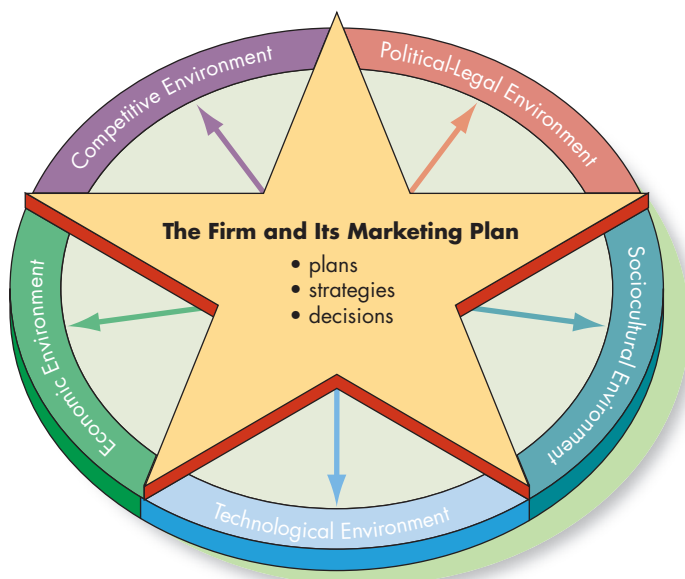 Competitive Environment
Political-Legal Environment
The Firm and Its Marketing Plan
• plans
• strategies
• decisions
Economic Environment
Sociocultural Environment
Technological Environment